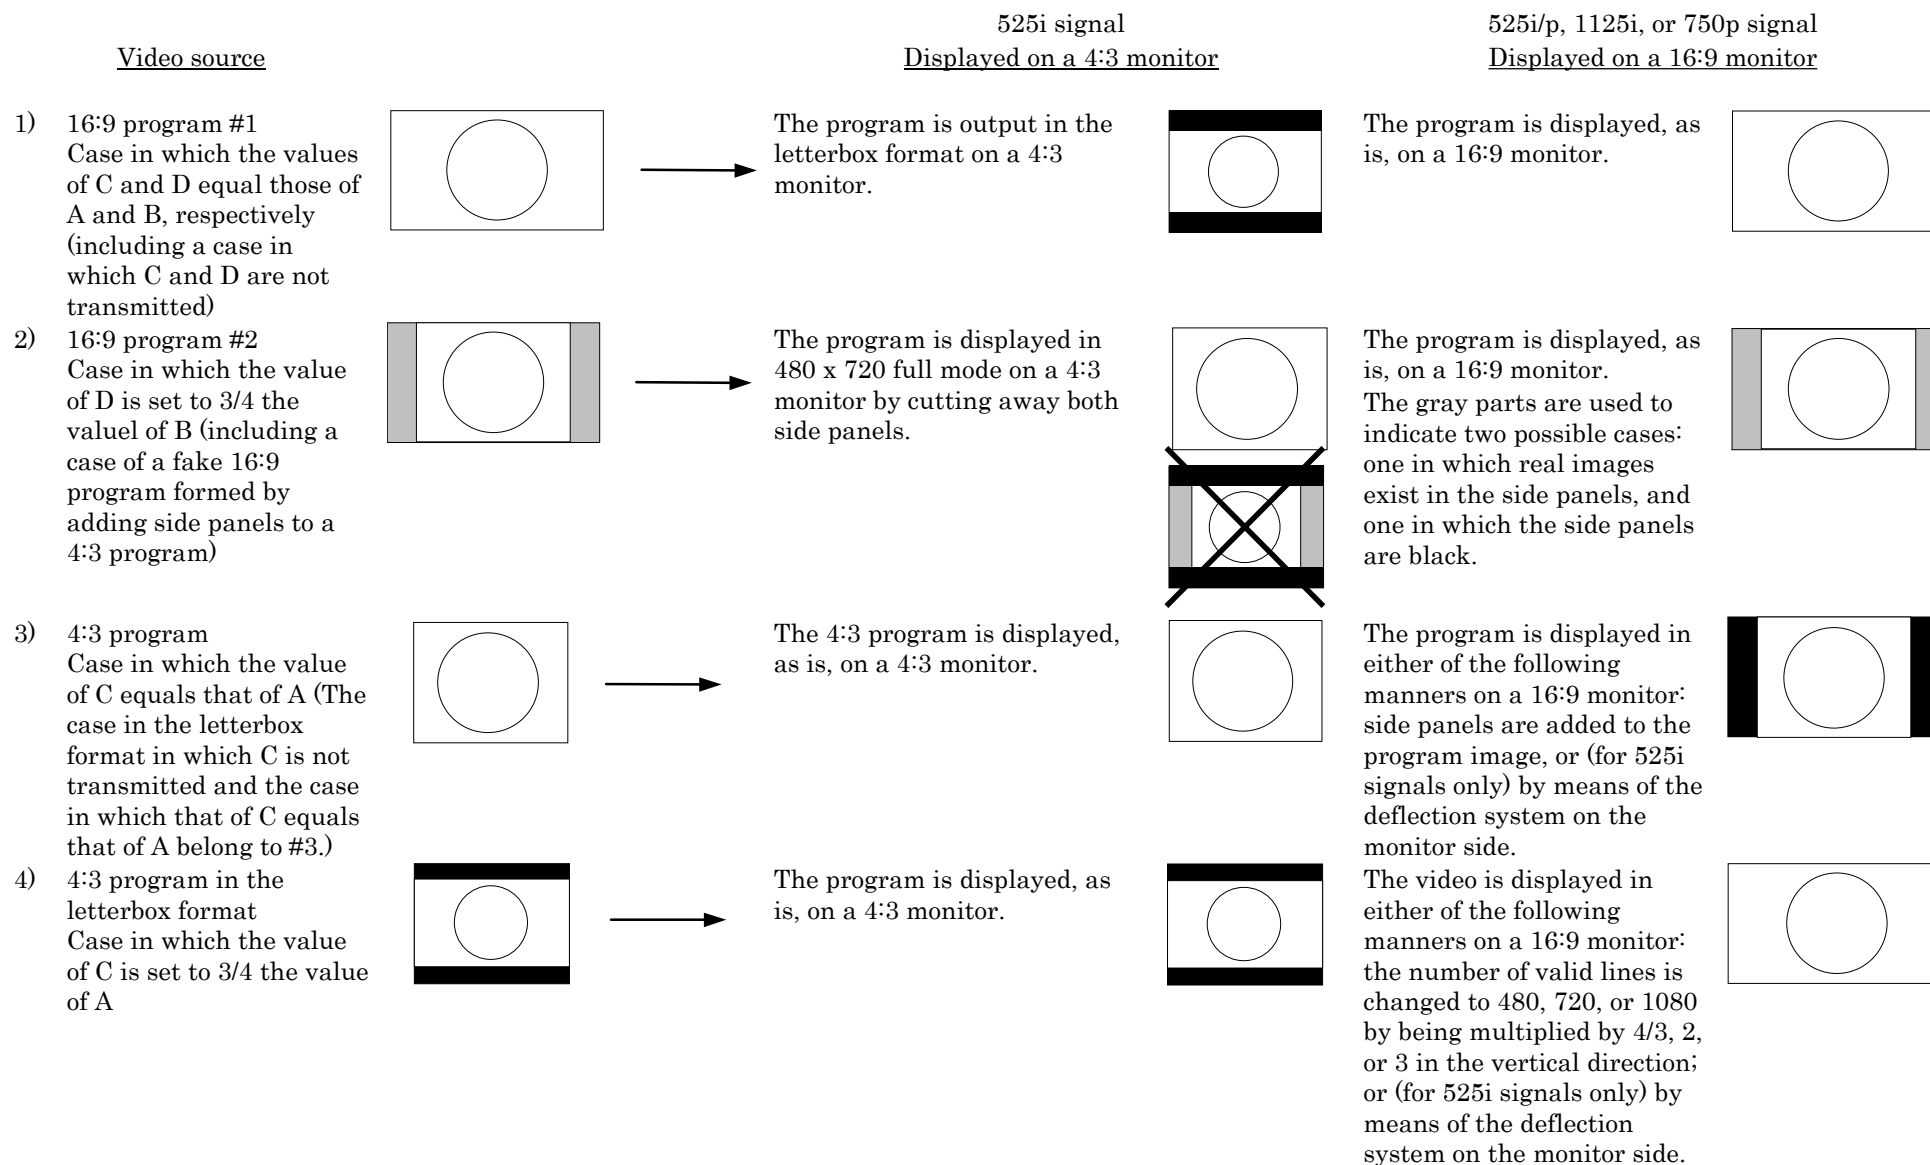 525i signal
Displayed on a 4:3 monitor
525i/p, 1125i, or 750p signal
Displayed on a 16:9 monitor
Video source
1) 16:9 program #1
Case in which the values
of C and D equal those of
A and B, respectively
(including a case in
which C and D are not
transmitted)
The program is output in the
letterbox format on a 4:3
monitor.
The program is displayed, as
is, on a 16:9 monitor.
2) 16:9 program #2
Case in which the value
of D is set to 3/4 the
valuel of B (including a
case of a fake 16:9
program formed by
adding side panels to a
4:3 program)
The program is displayed in
480 x 720 full mode on a 4:3
monitor by cutting away both
side panels.
The program is displayed, as
is, on a 16:9 monitor.
The gray parts are used to
indicate two possible cases:
one in which real images
exist in the side panels, and
one in which the side panels
are black.
3) 4:3 program
Case in which the value
of C equals that of A (The
case in the letterbox
format in which C is not
transmitted and the case
in which that of C equals
that of A belong to #3.)
The 4:3 program is displayed,
as is, on a 4:3 monitor.
The program is displayed in
either of the following
manners on a 16:9 monitor:
side panels are added to the
program image, or (for 525i
signals only) by means of the
deflection system on the
monitor side.
4) 4:3 program in the
letterbox format
Case in which the value
of C is set to 3/4 the value
of A
The program is displayed, as
is, on a 4:3 monitor.
The video is displayed in
either of the following
manners on a 16:9 monitor:
the number of valid lines is
changed to 480, 720, or 1080
by being multiplied by 4/3, 2,
or 3 in the vertical direction;
or (for 525i signals only) by
means of the deflection
system on the monitor side.